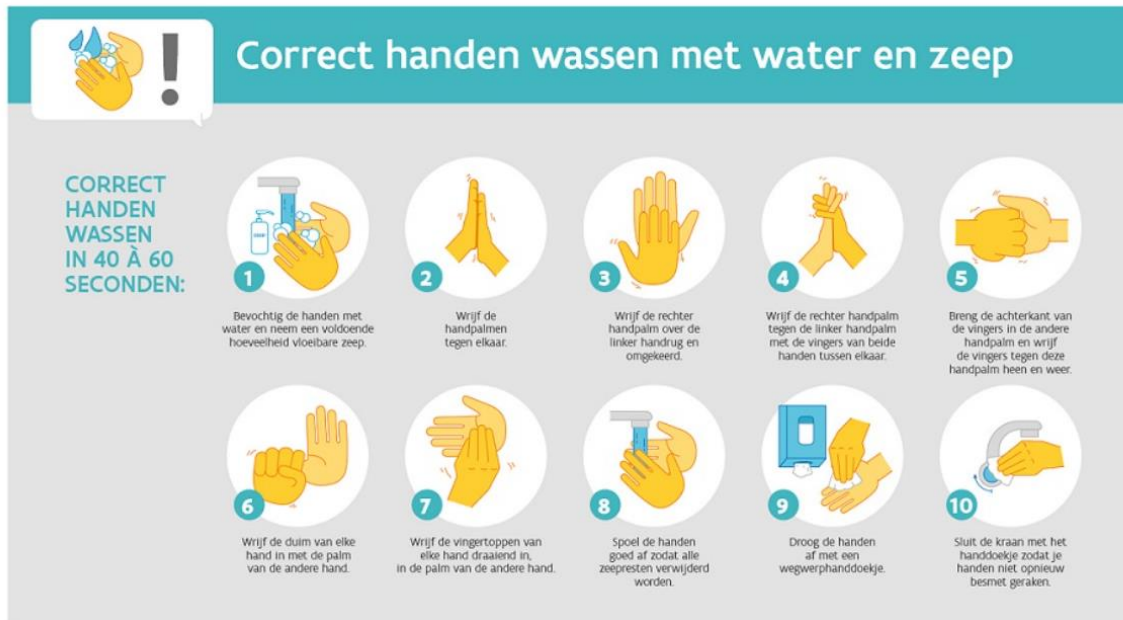 Correct handen wassen met water en zeep
CORRECT
HANDEN
WASSEN
IN 40 À 60
SECONDEN:
1
Bevochtig de handen met
water en neem een voldoende
hoeveelheid vloeibare zeep.
2
Wrijf de
handpalmen
tegen elkaar.
3
Wrijf de rechter
handpalm over de
linker handrug en
omgekeerd.
4
Wrijf de rechter handpalm
tegen de linker handpalm
met de vingers van beide
handen tussen elkaar.
5
Breng de achterkant van
de vingers in de andere
handpalm en wrijf
de vingers tegen deze
handpalm heen en weer.
6
Wrijf de duim van elke
hand in met de palm
van de andere hand.
7
Wrijf de vingertoppen van
elke hand draaiend in,
in de palm van de andere hand.
8
Spoel de handen
goed af zodat alle
zeepresten verwijderd
worden.
9
Droog de handen
af met een
wegwerphanddoekje.
10
Sluit de kraan met het
handdoekje zodat je
handen niet opnieuw
besmet geraken.